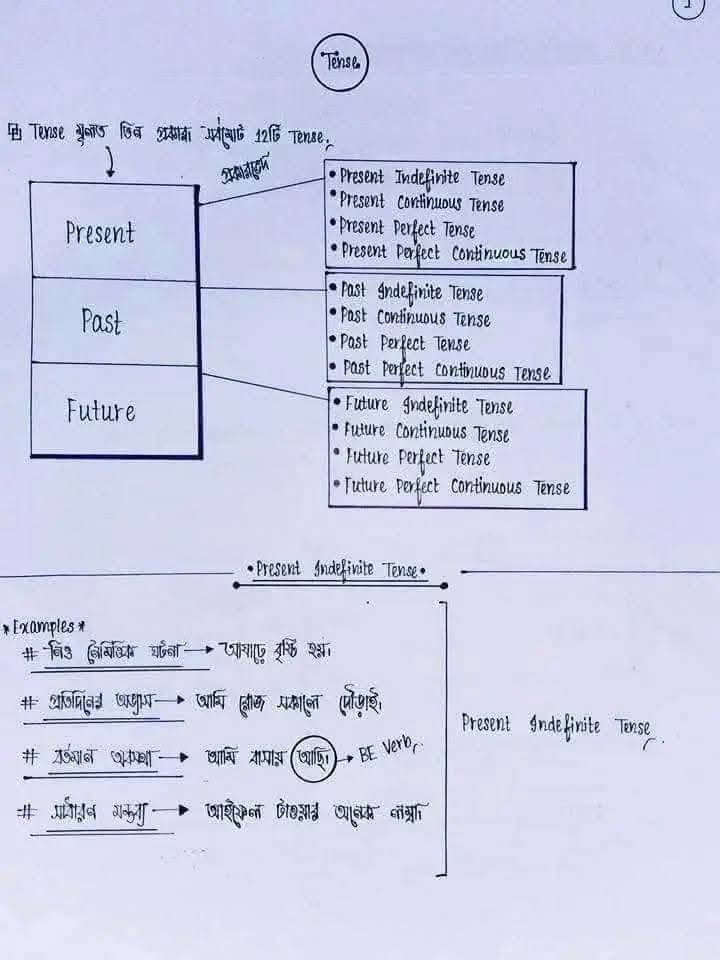 1
Tense
Tense মূলত তিন প্রকার। সর্বমোট 12টি Tense.
প্রকারভেদ
Present
• Present Indefinite Tense
• Present Continuous Tense
• Present Perfect Tense
• Present Perfect Continuous Tense
Past
• Past Indefinite Tense
• Past Continuous Tense
• Past Perfect Tense
• Past Perfect Continuous Tense
Future
• Future Indefinite Tense
• Future Continuous Tense
• Future Perfect Tense
• Future Perfect Continuous Tense
• Present Indefinite Tense •
* Examples *
# নিত্য নৈমিত্তিক ঘটনা → আষাঢ়ে বৃষ্টি হয়।
# প্রতিদিনের অভ্যাস → আমি রোজ সকালে দৌড়াই।
# বর্তমান অবস্থা → আমি বাসায় আছি। → BE Verb.
# সাধারন মন্তব্য → আইফেল টাওয়ার অনেক লম্বা
Present Indefinite Tense